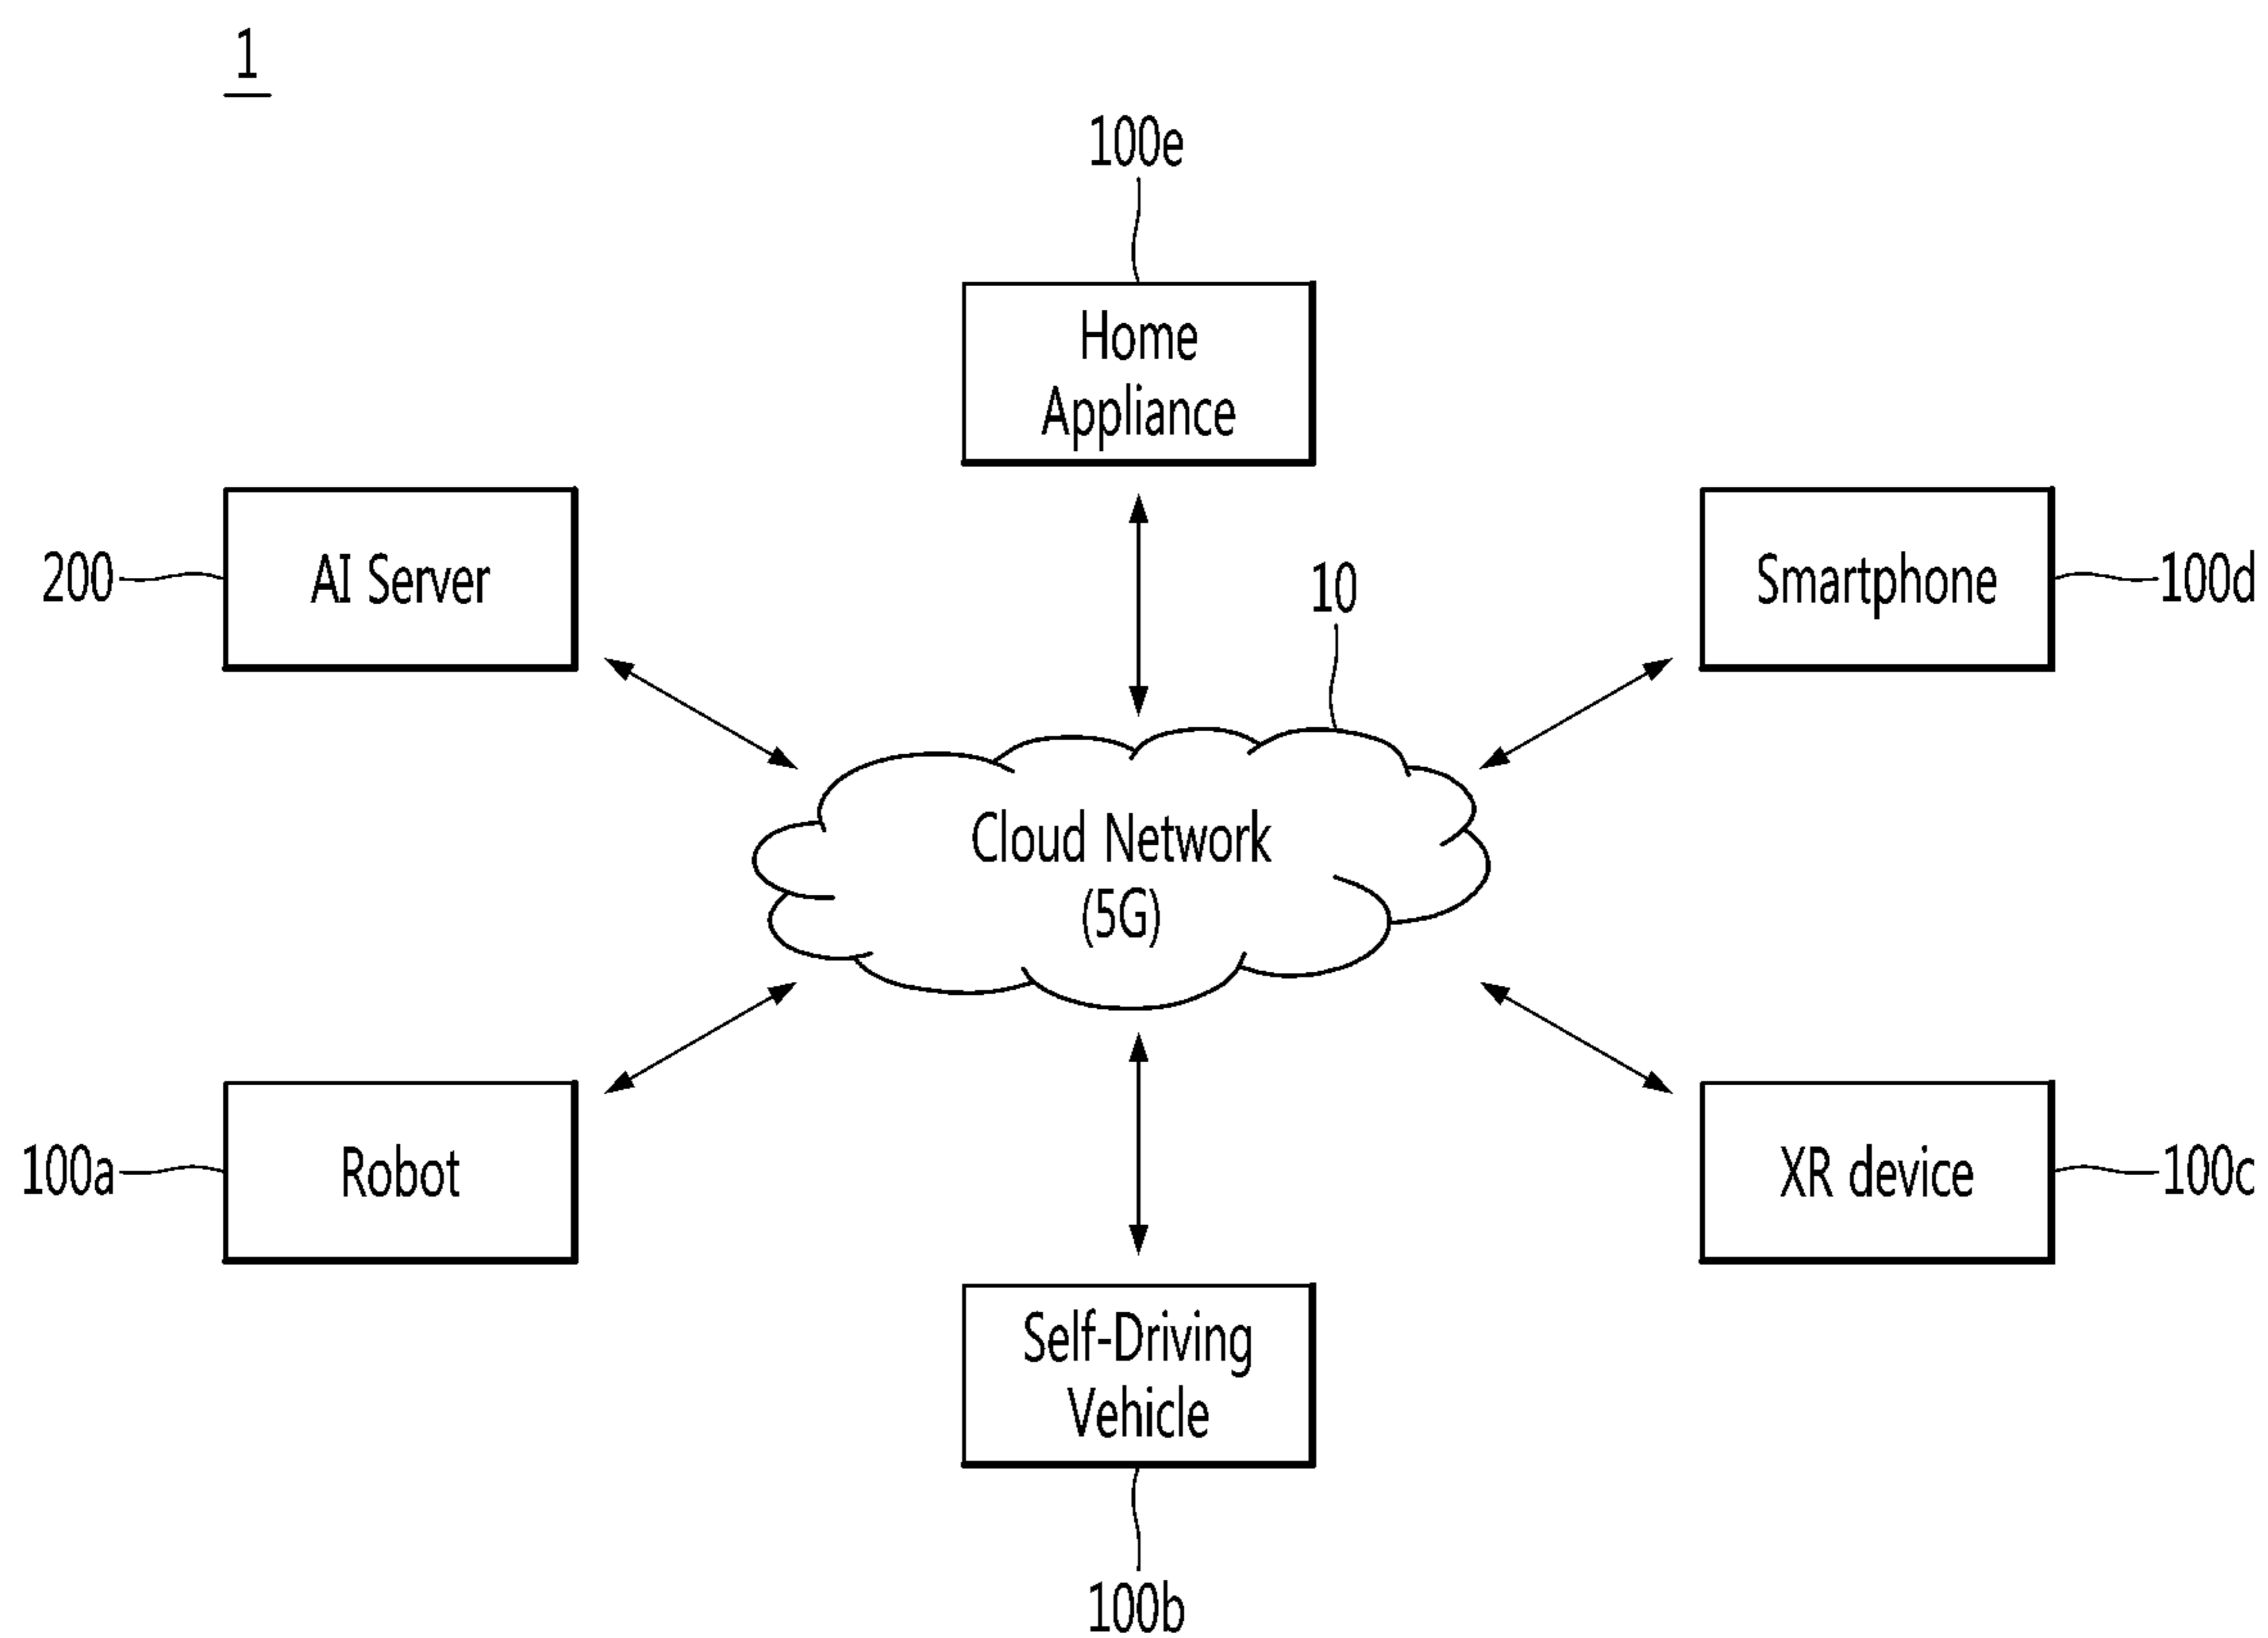 1
100e
Home
Appliance
200
AI Server
10
Smartphone
100d
Cloud Network
(5G)
100a
Robot
XR device
100c
Self-Driving
Vehicle
100b